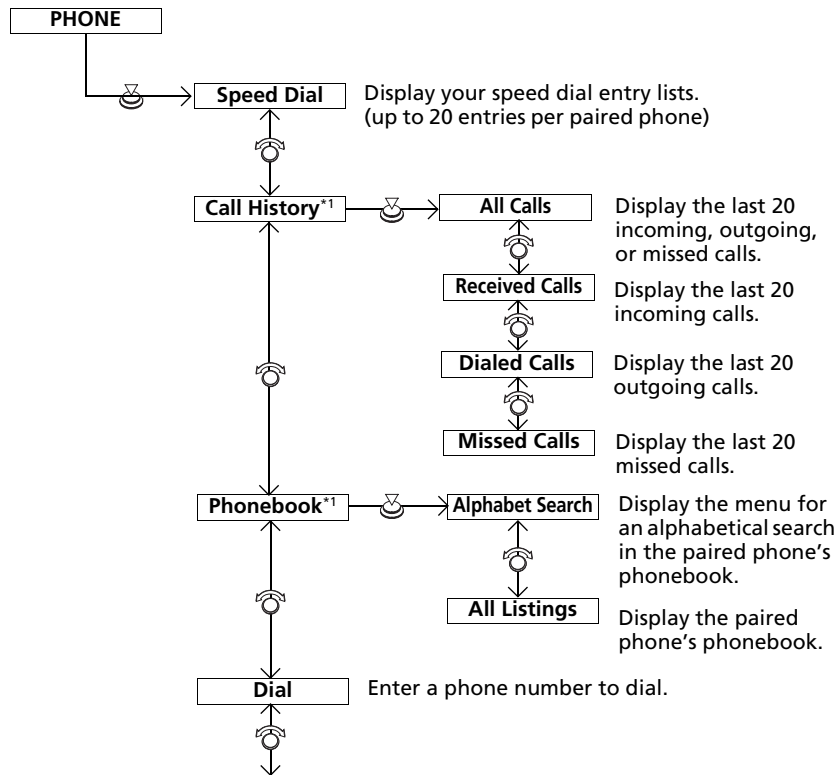 PHONE
Speed Dial
Display your speed dial entry lists.
(up to 20 entries per paired phone)
Call History*1
All Calls
Display the last 20
incoming, outgoing,
or missed calls.
Received Calls
Display the last 20
incoming calls.
Dialed Calls
Display the last 20
outgoing calls.
Missed Calls
Display the last 20
missed calls.
Phonebook*1
Alphabet Search
Display the menu for
an alphabetical search
in the paired phone's
phonebook.
All Listings
Display the paired
phone's phonebook.
Dial
Enter a phone number to dial.